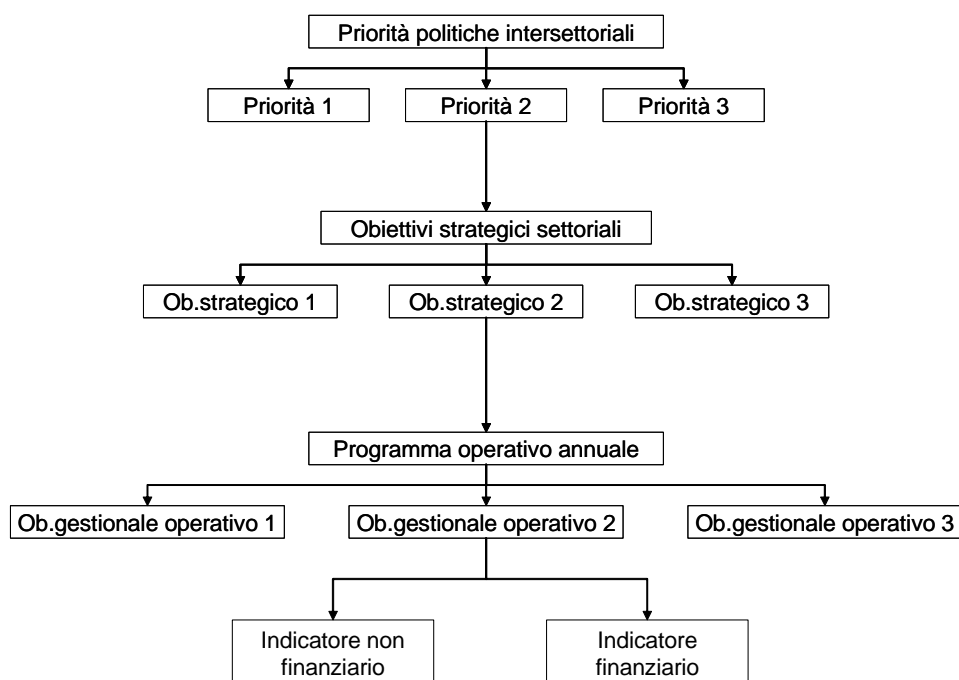 Priorità politiche intersettoriali
Priorità 1
Priorità 2
Priorità 3
Obiettivi strategici settoriali
Ob.strategico 1
Ob.strategico 2
Ob.strategico 3
Programma operativo annuale
Ob.gestionale operativo 1
Ob.gestionale operativo 2
Ob.gestionale operativo 3
Indicatore non
finanziario
Indicatore
finanziario